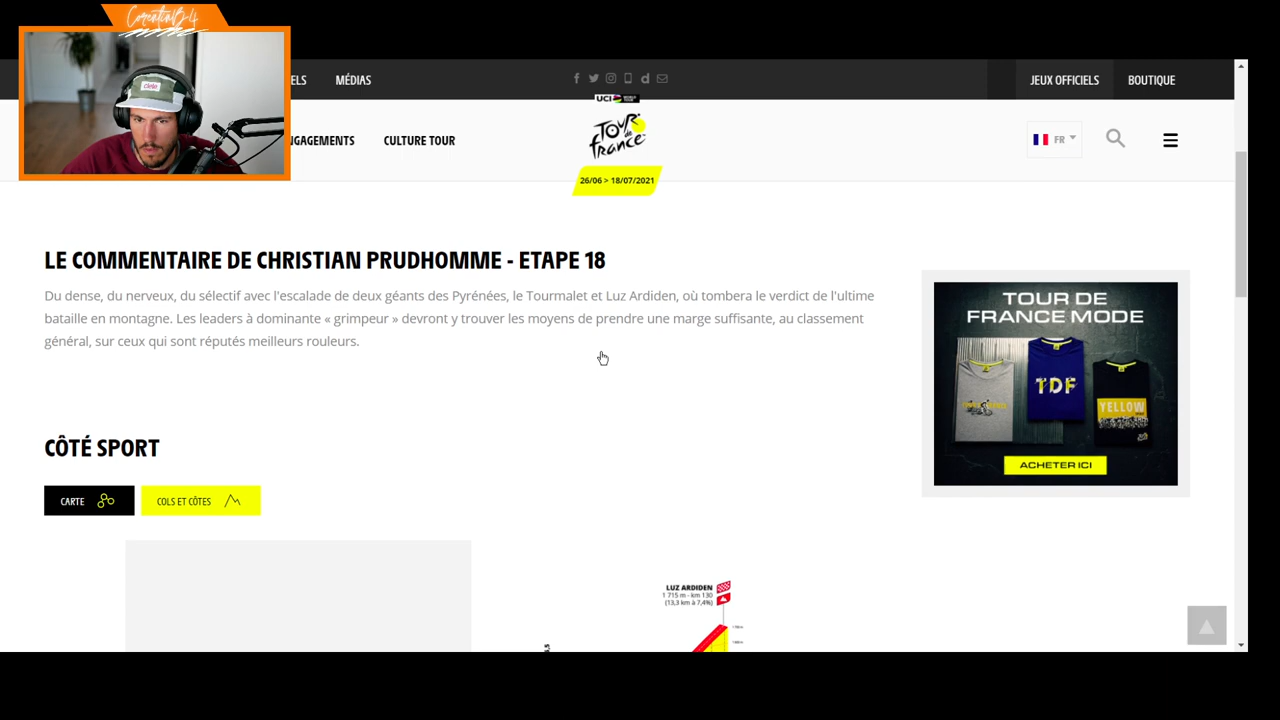 CorentinB-4
ciele
ELS
MÉDIAS
JEUX OFFICIELS
BOUTIQUE
UCI
NGAGEMENTS
CULTURE TOUR
TOUR de france
FR
26/06 > 18/07/2021
LE COMMENTAIRE DE CHRISTIAN PRUDHOMME - ETAPE 18
Du dense, du nerveux, du sélectif avec l'escalade de deux géants des Pyrénées, le Tourmalet et Luz Ardiden, où tombera le verdict de l'ultime
bataille en montagne. Les leaders à dominante « grimpeur » devront y trouver les moyens de prendre une marge suffisante, au classement
général, sur ceux qui sont réputés meilleurs rouleurs.
TOUR DE
FRANCE MODE
TDF
YELLOW
ACHETER ICI
CÔTÉ SPORT
CARTE
COLS ET CÔTES
LUZ ARDIDEN
1 715 m - km 130
(13,3 km à 7,4%)